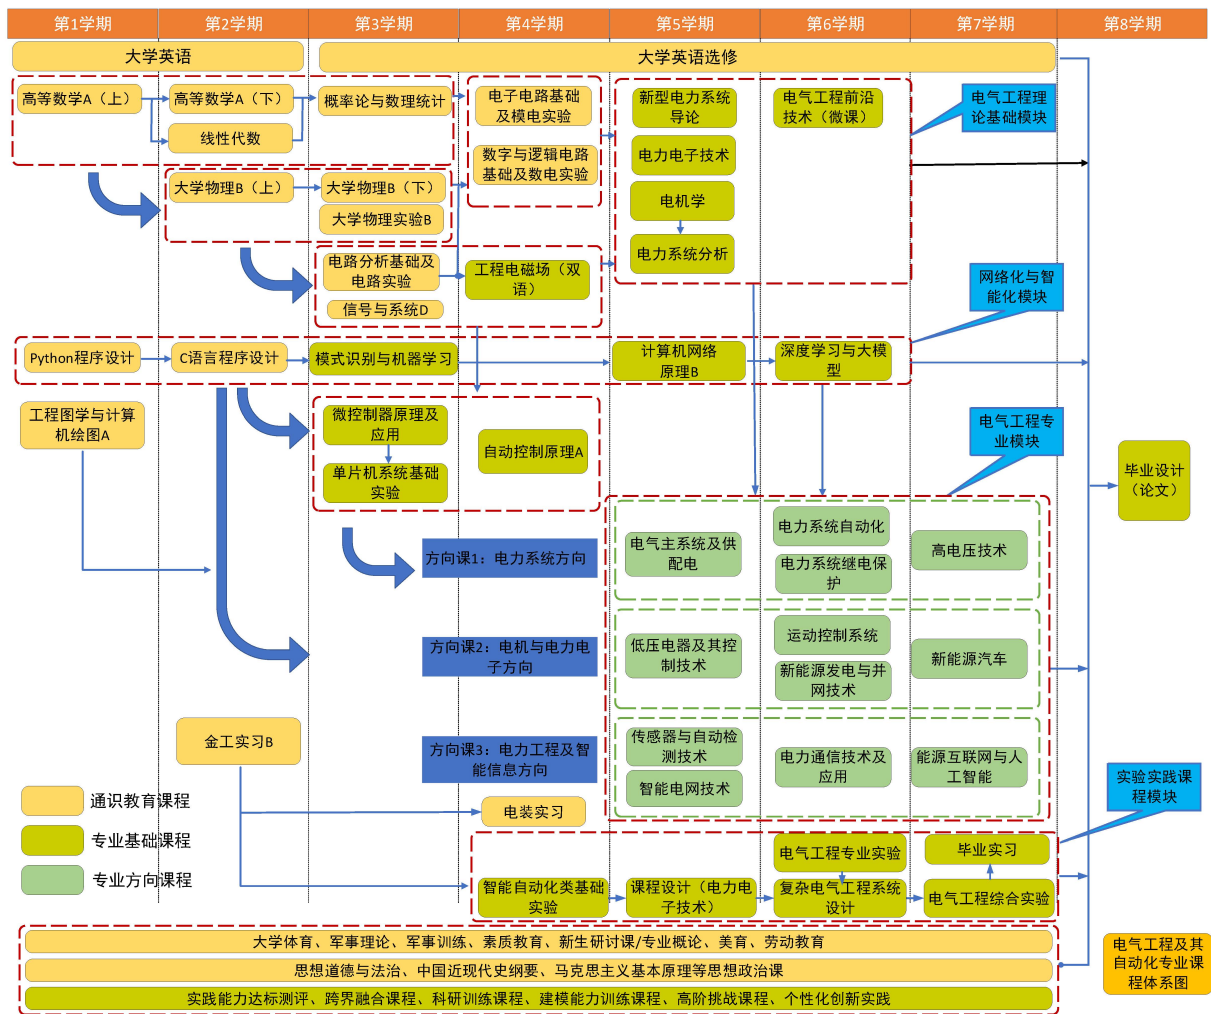 第1学期
第2学期
第3学期
第4学期
第5学期
第6学期
第7学期
第8学期
大学英语
大学英语选修
高等数学A（上）
高等数学A（下）
线性代数
概率论与数理统计
电子电路基础
及模电实验
数字与逻辑电路
基础及数电实验
新型电力系统
导论
电气工程前沿
技术（微课）
电气工程理
论基础模块
电力电子技术
电机学
电力系统分析
大学物理B（上）
大学物理B（下）
大学物理实验B
电路分析基础及
电路实验
信号与系统D
工程电磁场（双
语）
网络化与智
能化模块
Python程序设计
C语言程序设计
模式识别与机器学习
计算机网络
原理B
深度学习与大模
型
工程图学与计算
机绘图A
微控制器原理及
应用
单片机系统基础
实验
自动控制原理A
电气工程专
业模块
毕业设计
（论文）
方向课1：电力系统方向
电气主系统及供
配电
电力系统自动化
电力系统继电保
护
高电压技术
方向课2：电机与电力电
子方向
低压电器及其控
制技术
运动控制系统
新能源发电与并
网技术
新能源汽车
金工实习B
方向课3：电力工程及智
能信息方向
传感器与自动检
测技术
智能电网技术
电力通信技术及
应用
能源互联网与人
工智能
实验实践课
程模块
通识教育课程
专业基础课程
专业方向课程
电装实习
电气工程专业实验
毕业实习
智能自动化类基础
实验
课程设计（电力电
子技术）
复杂电气工程系统
设计
电气工程综合实验
大学体育、军事理论、军事训练、素质教育、新生研讨课/专业概论、美育、劳动教育
思想道德与法治、中国近现代史纲要、马克思主义基本原理等思想政治课
实践能力达标测评、跨界融合课程、科研训练课程、建模能力训练课程、高阶挑战课程、个性化创新实践
电气工程及其
自动化专业课
程体系图